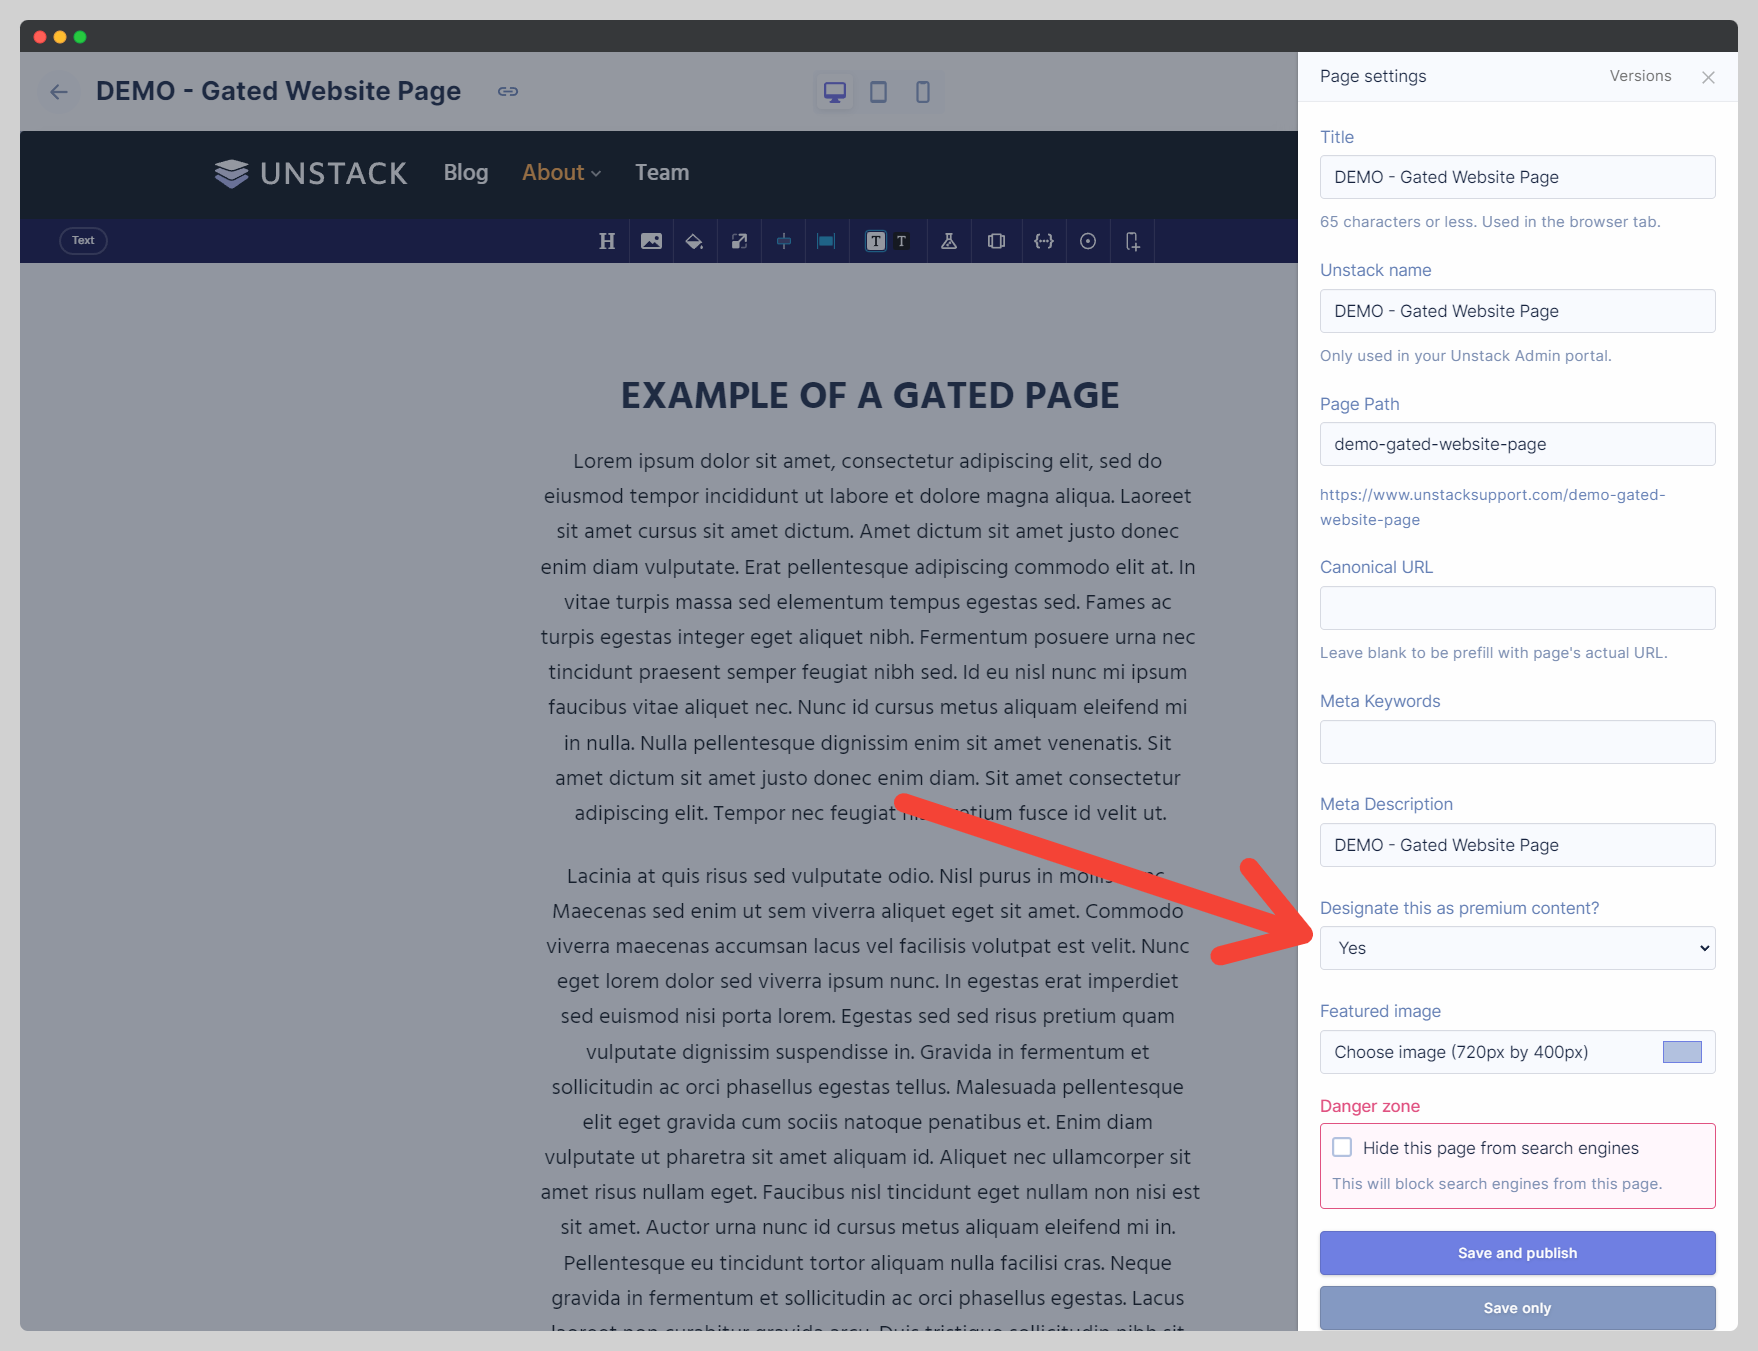 DEMO - Gated Website Page
UNSTACK
Blog
About
Team
Text
H
T
T
EXAMPLE OF A GATED PAGE
Lorem ipsum dolor sit amet, consectetur adipiscing elit, sed do
eiusmod tempor incididunt ut labore et dolore magna aliqua. Laoreet
sit amet cursus sit amet dictum. Amet dictum sit amet justo donec
enim diam vulputate. Erat pellentesque adipiscing commodo elit at. In
vitae turpis massa sed elementum tempus egestas sed. Fames ac
turpis egestas integer eget aliquet nibh. Fermentum posuere urna nec
tincidunt praesent semper feugiat nibh sed. Id eu nisl nunc mi ipsum
faucibus vitae aliquet nec. Nunc id cursus metus aliquam eleifend mi
in nulla. Nulla pellentesque dignissim enim sit amet venenatis. Sit
amet dictum sit amet justo donec enim diam. Sit amet consectetur
adipiscing elit. Tempor nec feugiat fusce id velit ut.
Lacinia at quis risus sed vulputate odio. Nisl purus in
Maecenas sed enim ut sem viverra aliquet eget sit amet. Commodo
viverra maecenas accumsan lacus vel facilisis volutpat est velit. Nunc
eget lorem dolor sed viverra ipsum nunc. In egestas erat imperdiet
sed euismod nisi porta lorem. Egestas sed sed risus pretium quam
vulputate dignissim suspendisse in. Gravida in fermentum et
sollicitudin ac orci phasellus egestas tellus. Malesuada pellentesque
elit eget gravida cum sociis natoque penatibus et. Enim diam
vulputate ut pharetra sit amet aliquam id. Aliquet nec ullamcorper sit
amet risus nullam eget. Faucibus nisl tincidunt eget nullam non nisi est
sit amet. Auctor urna nunc id cursus metus aliquam eleifend mi in.
Pellentesque eu tincidunt tortor aliquam nulla facilisi cras. Neque
gravida in fermentum et sollicitudin ac orci phasellus egestas. Lacus
Page settings
Versions
Title
DEMO - Gated Website Page
65 characters or less. Used in the browser tab.
Unstack name
DEMO - Gated Website Page
Only used in your Unstack Admin portal.
Page Path
demo-gated-website-page
https://www.unstacksupport.com/demo-gated-
website-page
Canonical URL
Leave blank to be prefill with page's actual URL.
Meta Keywords
Meta Description
DEMO - Gated Website Page
Designate this as premium content?
Yes
Featured image
Choose image (720px by 400px)
Danger zone
Hide this page from search engines
This will block search engines from this page.
Save and publish
Save only